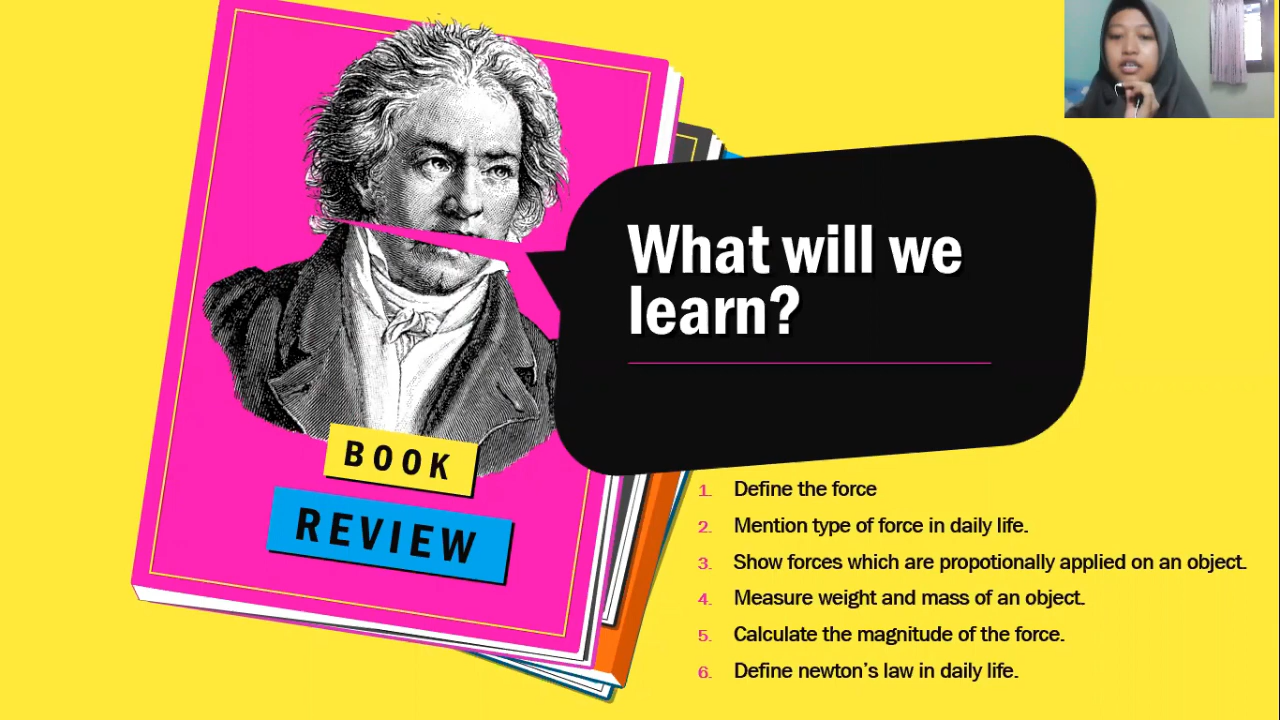 What will we
learn?
BOOK
REVIEW
1. Define the force
2. Mention type of force in daily life.
3. Show forces which are propotionally applied on an object.
4. Measure weight and mass of an object.
5. Calculate the magnitude of the force.
6. Define newton's law in daily life.